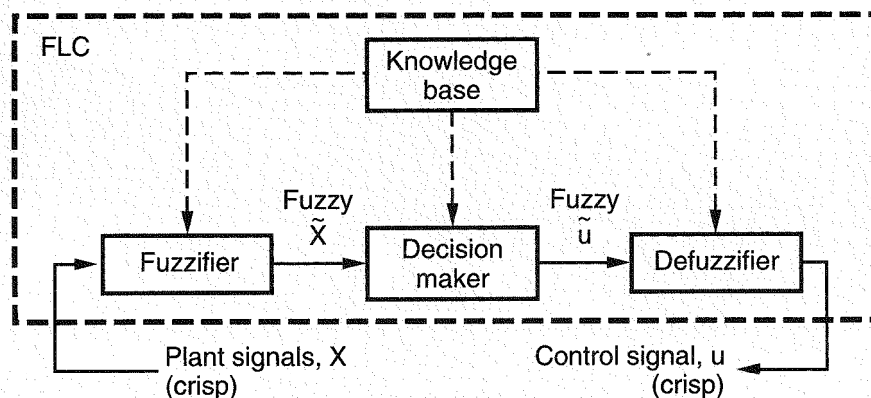 FLC
Knowledge
base
Fuzzy
X̃
Fuzzy
ũ
Fuzzifier
Decision
maker
Defuzzifier
Plant signals, X
(crisp)
Control signal, u
(crisp)